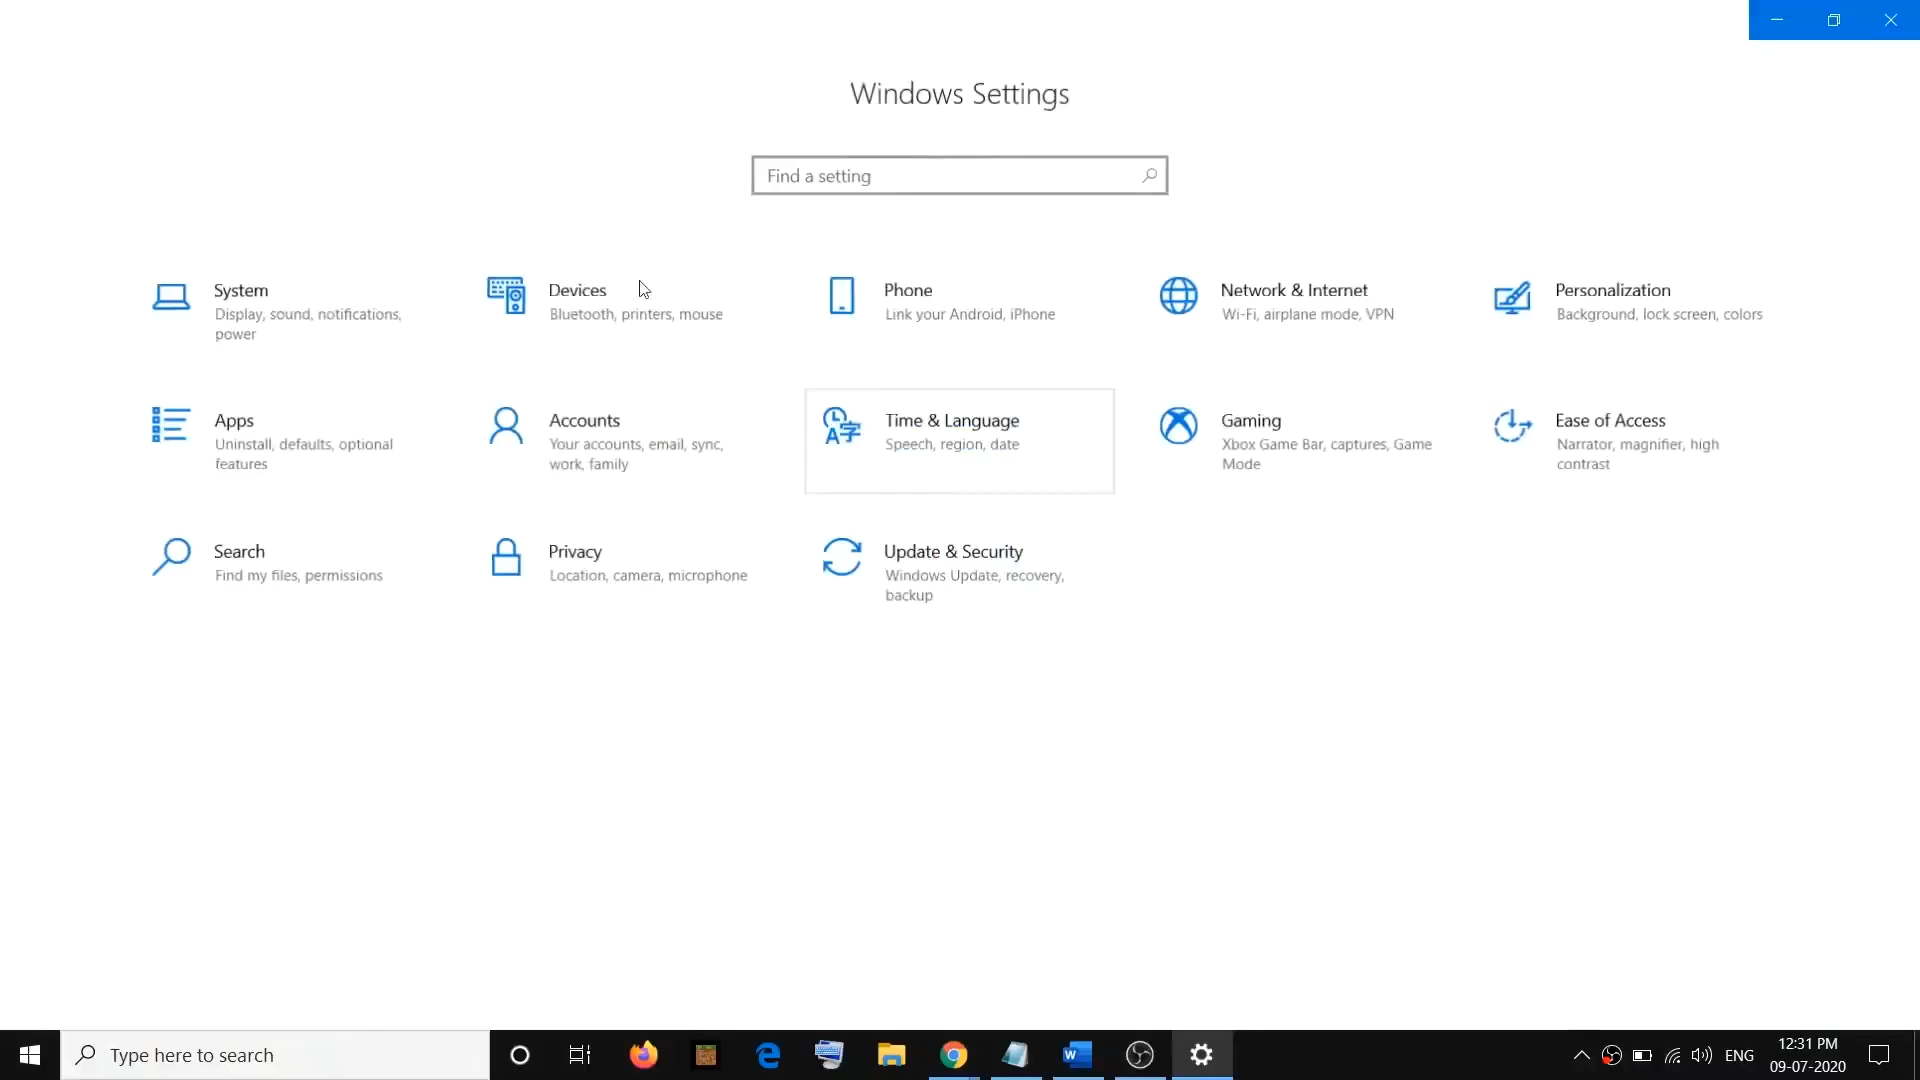 Windows Settings
Find a setting
System
Display, sound, notifications,
power
Devices
Bluetooth, printers, mouse
Phone
Link your Android, iPhone
Network & Internet
Wi-Fi, airplane mode, VPN
Personalization
Background, lock screen, colors
Apps
Uninstall, defaults, optional
features
Accounts
Your accounts, email, sync,
work, family
Time & Language
Speech, region, date
Gaming
Xbox Game Bar, captures, Game
Mode
Ease of Access
Narrator, magnifier, high
contrast
Search
Find my files, permissions
Privacy
Location, camera, microphone
Update & Security
Windows Update, recovery,
backup
Type here to search
ENG
12:31 PM
09-07-2020